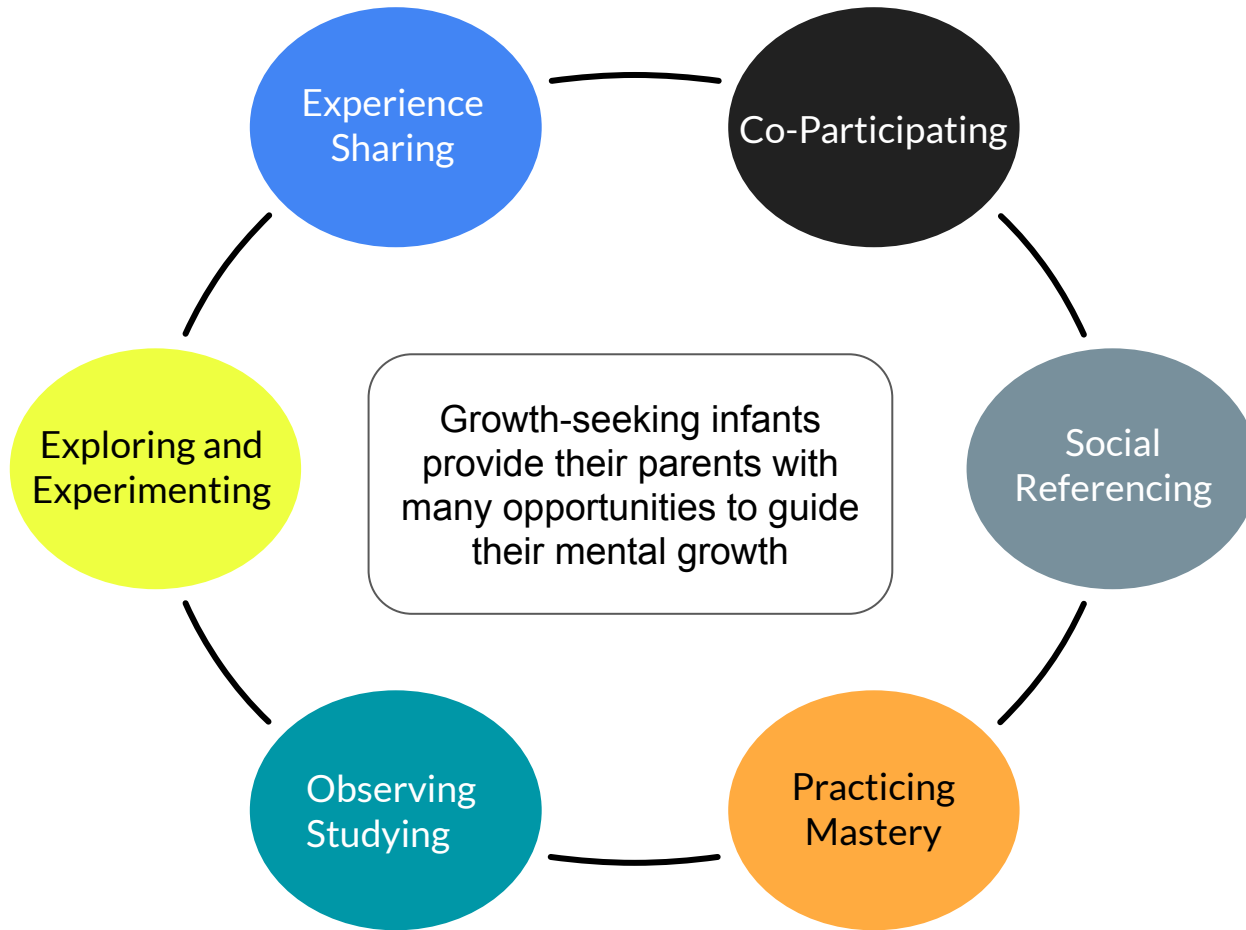 Experience
Sharing
Co-Participating
Exploring and
Experimenting
Growth-seeking infants
provide their parents with
many opportunities to guide
their mental growth
Social
Referencing
Observing
Studying
Practicing
Mastery